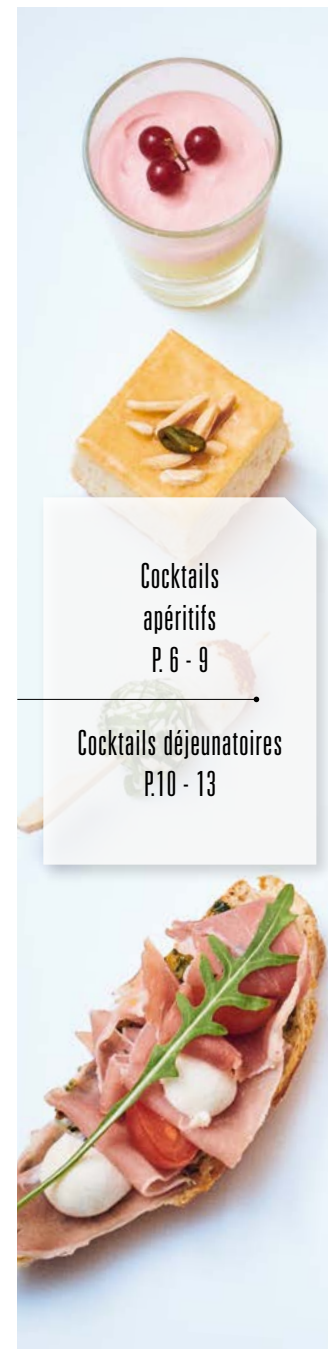 Cocktails
apéritifs
P. 6 - 9
Cocktails déjeunatoires
P.10 - 13